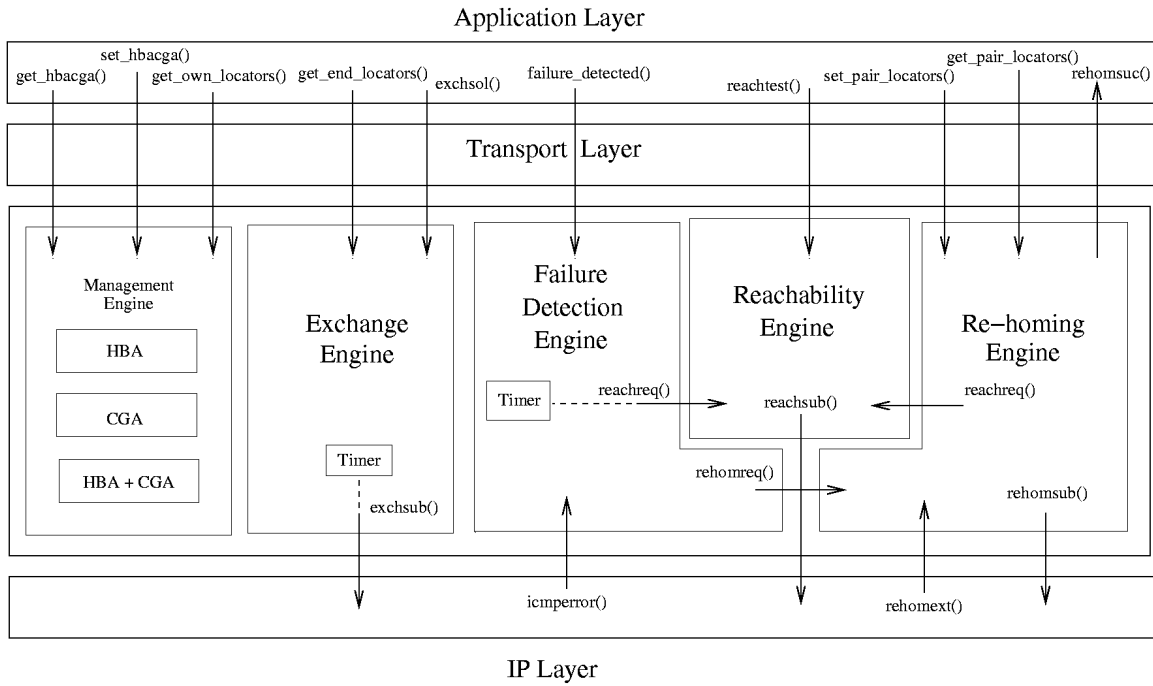 Application Layer
set_hbacga()
get_hbacga()
get_own_locators()
get_end_locators()
exchsol()
failure_detected()
reachtest()
set_pair_locators()
get_pair_locators()
rehomsuc()
Transport Layer
Management
Engine
HBA
CGA
HBA + CGA
Exchange
Engine
Timer
exchsub()
Failure
Detection
Engine
Timer
reachreq()
rehomreq()
Reachability
Engine
reachsub()
Re-homing
Engine
reachreq()
rehomsub()
icmperror()
rehomext()
IP Layer